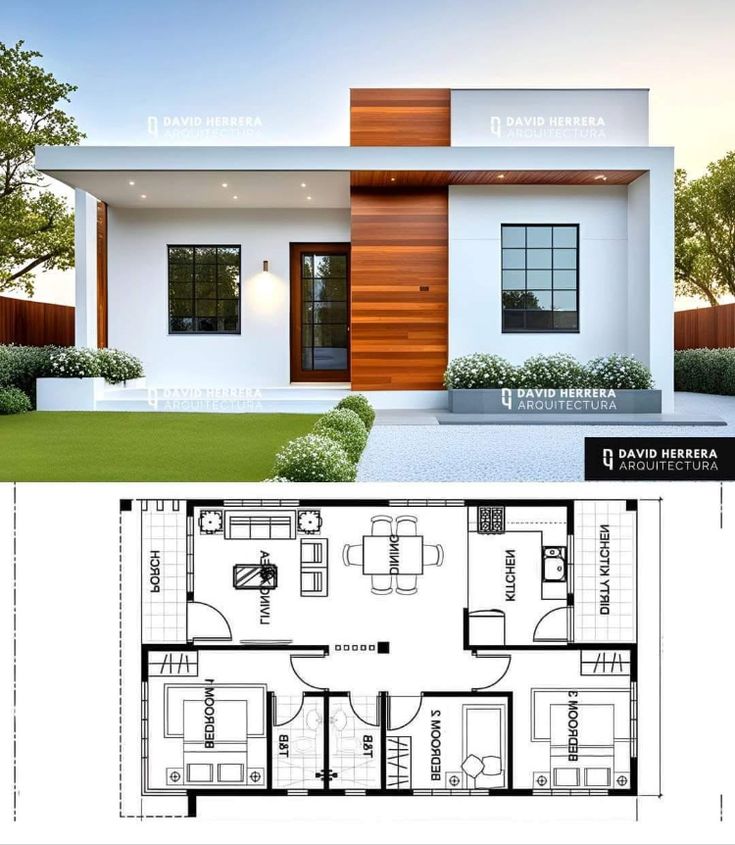 DAVID HERRERA
ARQUITECTURA
DAVID HERRERA
ARQUITECTURA
DAVID HERRERA
ARQUITECTURA
DAVID HERRERA
ARQUITECTURA
DAVID HERRERA
ARQUITECTURA
PORCH
LIVING AREA
DINING
KITCHEN
DIRTY KITCHEN
BEDROOM 1
T&B
T&B
BEDROOM 2
BEDROOM 3